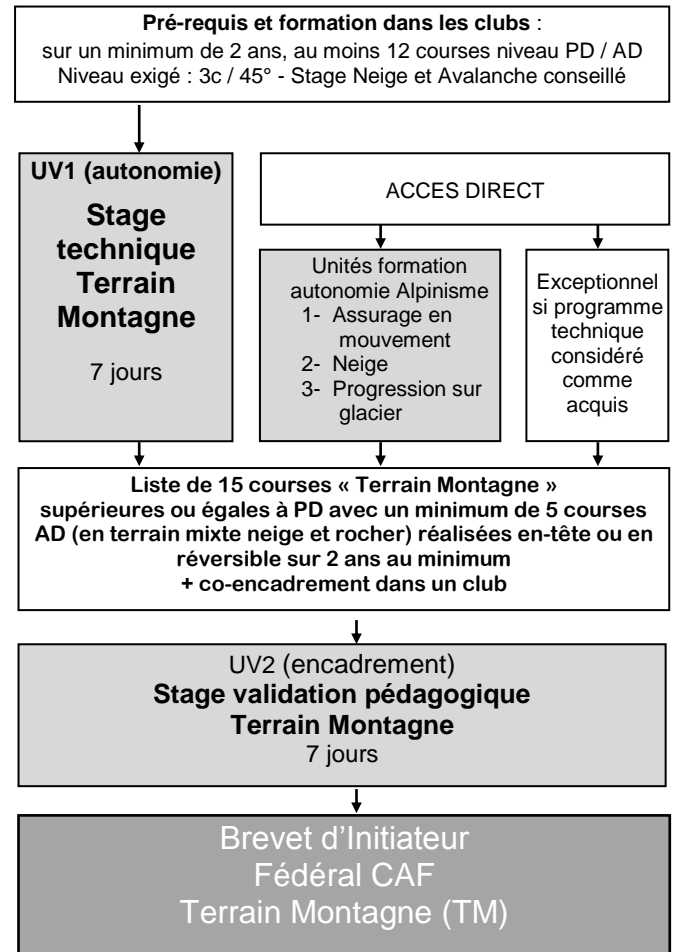 Pré-requis et formation dans les clubs :
sur un minimum de 2 ans, au moins 12 courses niveau PD / AD
Niveau exigé : 3c / 45° - Stage Neige et Avalanche conseillé
UV1 (autonomie)
Stage
technique
Terrain
Montagne
7 jours
ACCES DIRECT
Unités formation
autonomie Alpinisme
1- Assurage en
mouvement
2- Neige
3- Progression sur
glacier
Exceptionnel
si programme
technique
considéré
comme
acquis
Liste de 15 courses « Terrain Montagne »
supérieures ou égales à PD avec un minimum de 5 courses
AD (en terrain mixte neige et rocher) réalisées en-tête ou en
réversible sur 2 ans au minimum
+ co-encadrement dans un club
UV2 (encadrement)
Stage validation pédagogique
Terrain Montagne
7 jours
Brevet d'Initiateur
Fédéral CAF
Terrain Montagne (TM)